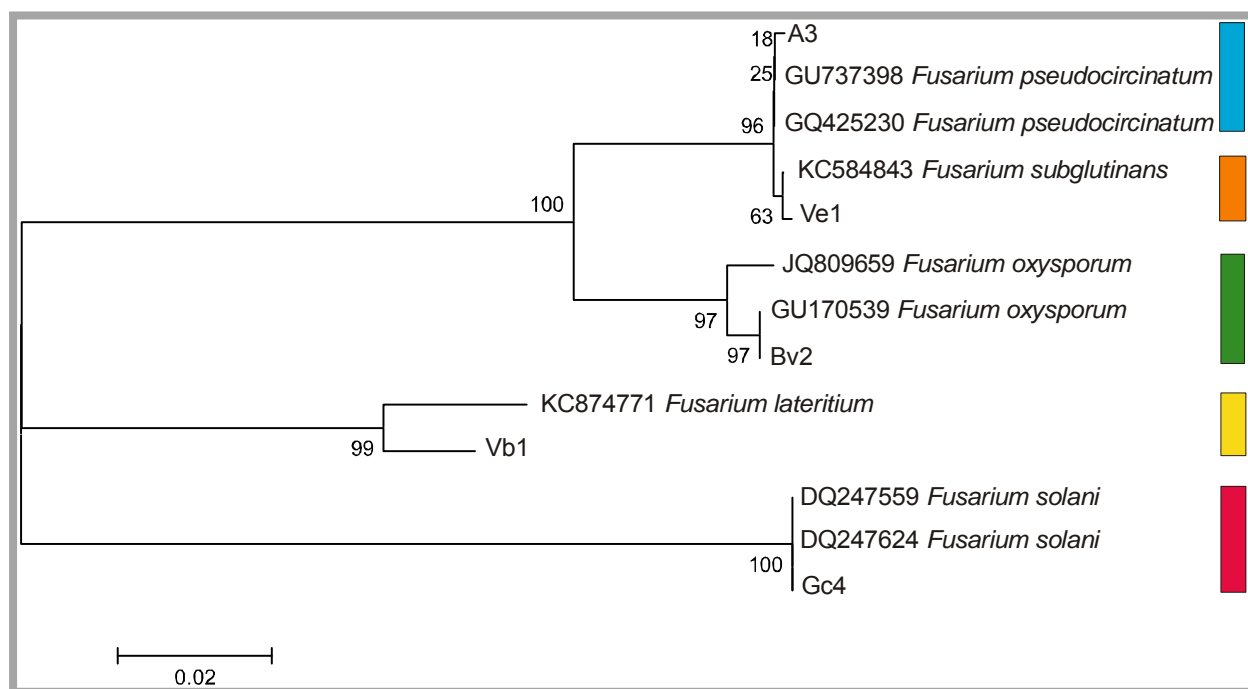 18 A3
25 GU737398 Fusarium pseudocircinatum
96 GQ425230 Fusarium pseudocircinatum
KC584843 Fusarium subglutinans
100
63 Ve1
JQ809659 Fusarium oxysporum
GU170539 Fusarium oxysporum
97
97 Bv2
KC874771 Fusarium lateritium
99 Vb1
DQ247559 Fusarium solani
DQ247624 Fusarium solani
100
Gc4
0.02